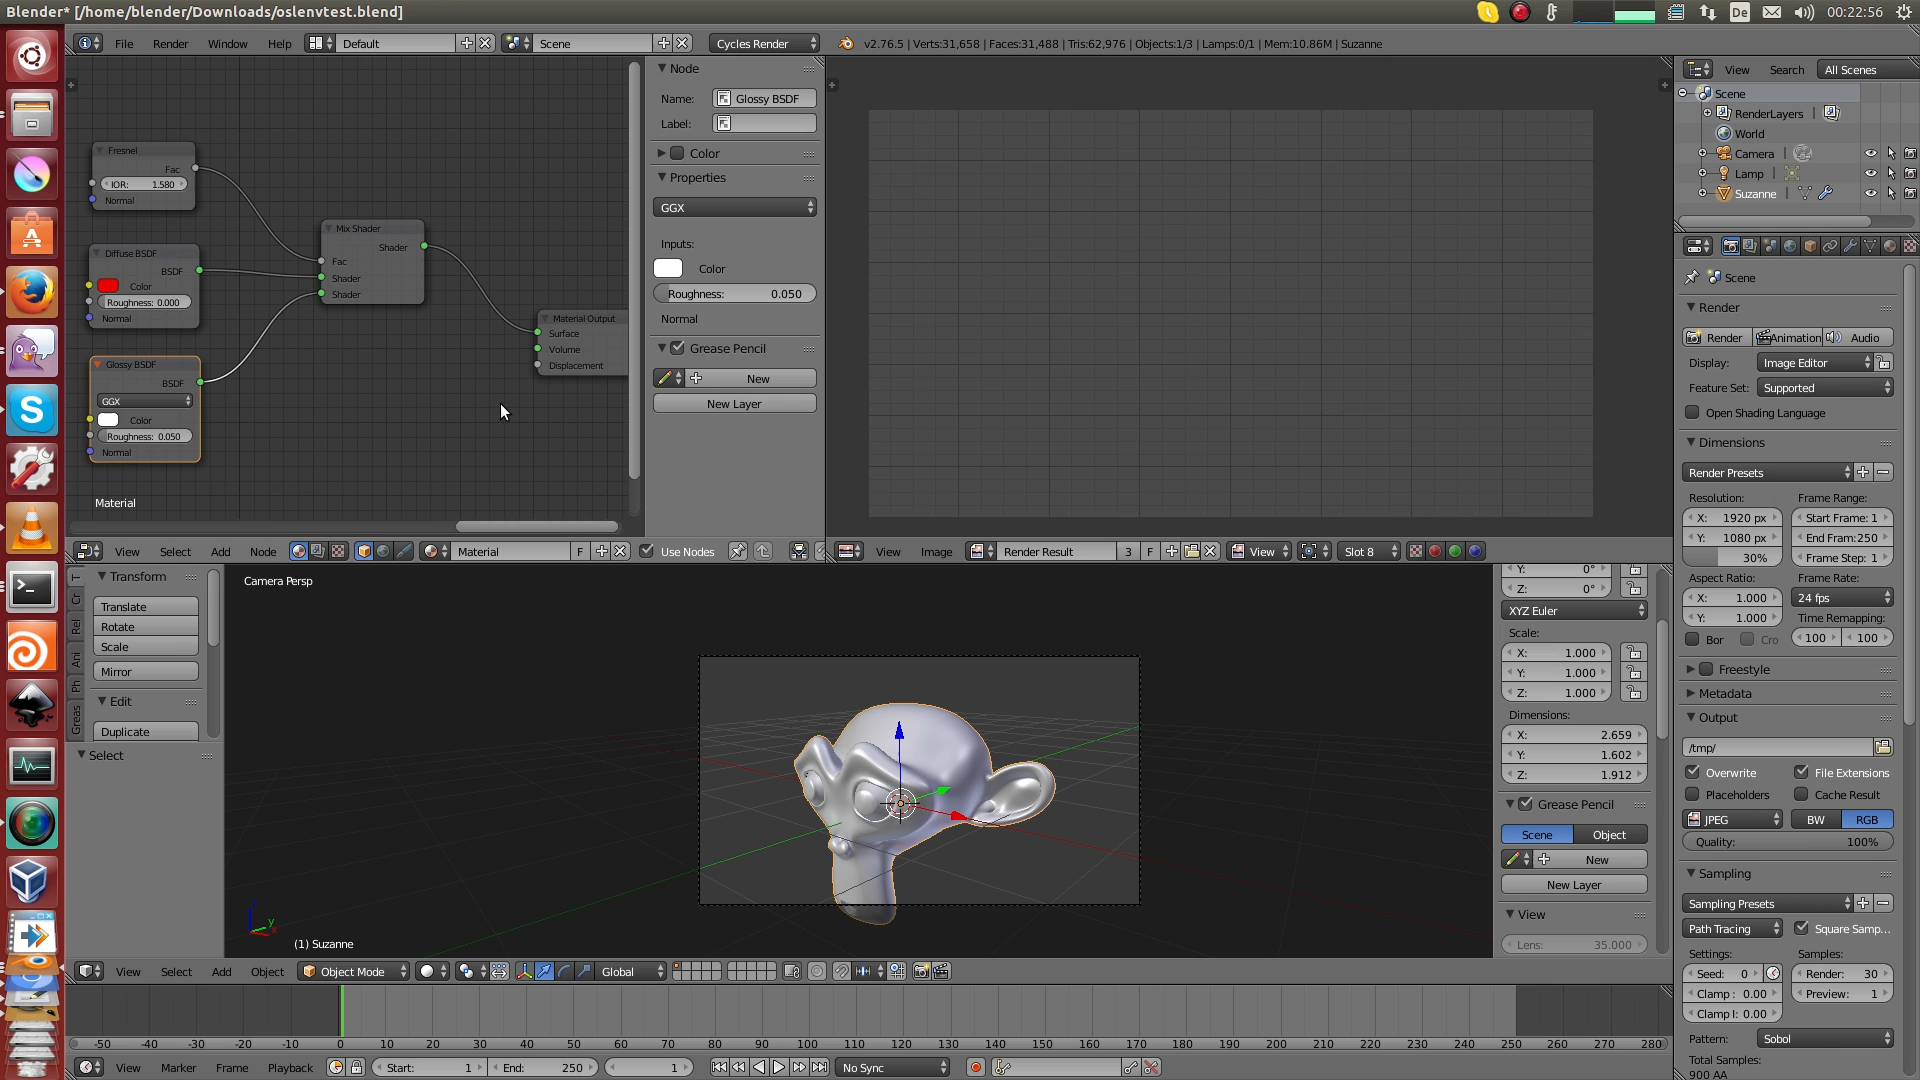 Blender* [/home/blender/Downloads/oslenvtest.blend]
De
00:22:56
File Render Window Help
Default
Scene
Cycles Render
v2.76.5 | Verts:31,658 | Faces:31,488 | Tris:62,976 | Objects:1/3 | Lamps:0/1 | Mem:10.86M | Suzanne
Fresnel
Fac
IOR: 1.580
Normal
Diffuse BSDF
BSDF
Color
Roughness: 0.000
Normal
Glossy BSDF
BSDF
GGX
Color
Roughness: 0.050
Normal
Mix Shader
Shader
Fac
Shader
Shader
Material Output
Surface
Volume
Displacement
Material
Node
Name: Glossy BSDF
Label:
Color
Properties
GGX
Inputs:
Color
Roughness: 0.050
Normal
Grease Pencil
New
New Layer
View Select Add Node
Material
F
Use Nodes
View Image
Render Result
3
F
View
Slot 8
View Search
All Scenes
Scene
RenderLayers
World
Camera
Lamp
Suzanne
Scene
Render
Render
Animation
Audio
Display: Image Editor
Feature Set: Supported
Open Shading Language
Dimensions
Render Presets
Resolution:
Frame Range:
X: 1920 px
Start Frame: 1
Y: 1080 px
End Fram:250
30%
Frame Step: 1
Aspect Ratio:
Frame Rate:
X: 1.000
24 fps
Y: 1.000
Time Remapping:
Bor
Cro
100
100
Freestyle
Metadata
Output
/tmp/
Overwrite
File Extensions
Placeholders
Cache Result
JPEG
BW
RGB
Quality: 100%
Sampling
Sampling Presets
Path Tracing
Square Samp...
Settings:
Samples:
Seed: 0
Render: 30
Clamp : 0.00
Preview: 1
Clamp I: 0.00
Pattern: Sobol
Total Samples:
900 AA
T
Cr
Rel
Ani
Ph
Greas
Transform
Translate
Rotate
Scale
Mirror
Edit
Duplicate
Select
Camera Persp
(1) Suzanne
Y: 0°
Z: 0°
XYZ Euler
Scale:
X: 1.000
Y: 1.000
Z: 1.000
Dimensions:
X: 2.659
Y: 1.602
Z: 1.912
Grease Pencil
Scene
Object
New
New Layer
View
Lens: 35.000
View Select Add Object
Object Mode
Global
-50 -40 -30 -20 -10 0 10 20 30 40 50 60 70 80 90 100 110 120 130 140 150 160 170 180 190 200 210 220 230 240 250 260 270 280
View Marker Frame Playback
Start: 1
End: 250
1
No Sync